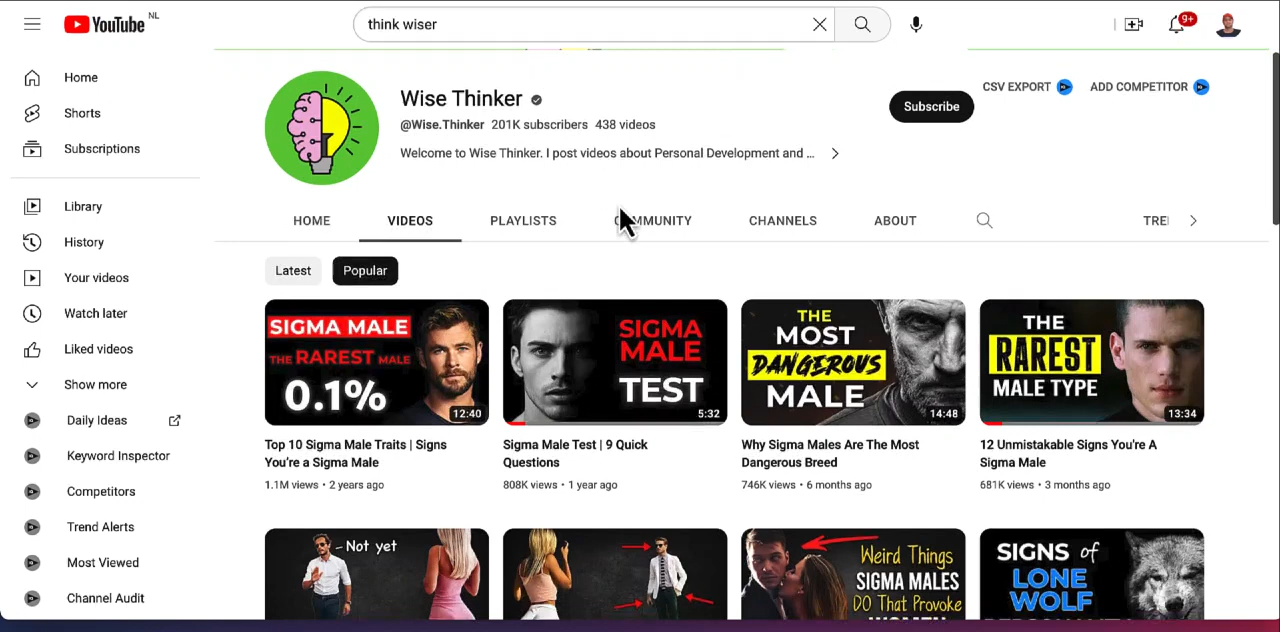 YouTube NL
think wiser
9+
Home
Shorts
Subscriptions
Library
History
Your videos
Watch later
Liked videos
Show more
Daily Ideas
Keyword Inspector
Competitors
Trend Alerts
Most Viewed
Channel Audit
Wise Thinker
@Wise.Thinker 201K subscribers 438 videos
Welcome to Wise Thinker. I post videos about Personal Development and ...
Subscribe
CSV EXPORT
ADD COMPETITOR
HOME
VIDEOS
PLAYLISTS
CHANNELS
ABOUT
Latest
Popular
SIGMA MALE
THE RAREST MALE
0.1%
12:40
Top 10 Sigma Male Traits | Signs
You're a Sigma Male
1.1M views • 2 years ago
SIGMA
MALE
TEST
5:32
Sigma Male Test | 9 Quick
Questions
808K views • 1 year ago
THE
MOST
DANGEROUS
MALE
14:48
Why Sigma Males Are The Most
Dangerous Breed
746K views • 6 months ago
THE
RAREST
MALE TYPE
13:34
12 Unmistakable Signs You're A
Sigma Male
681K views • 3 months ago
- Not yet
Weird Things
SIGMA MALES
DO That Provoke
SIGNS of
LONE
WOLF